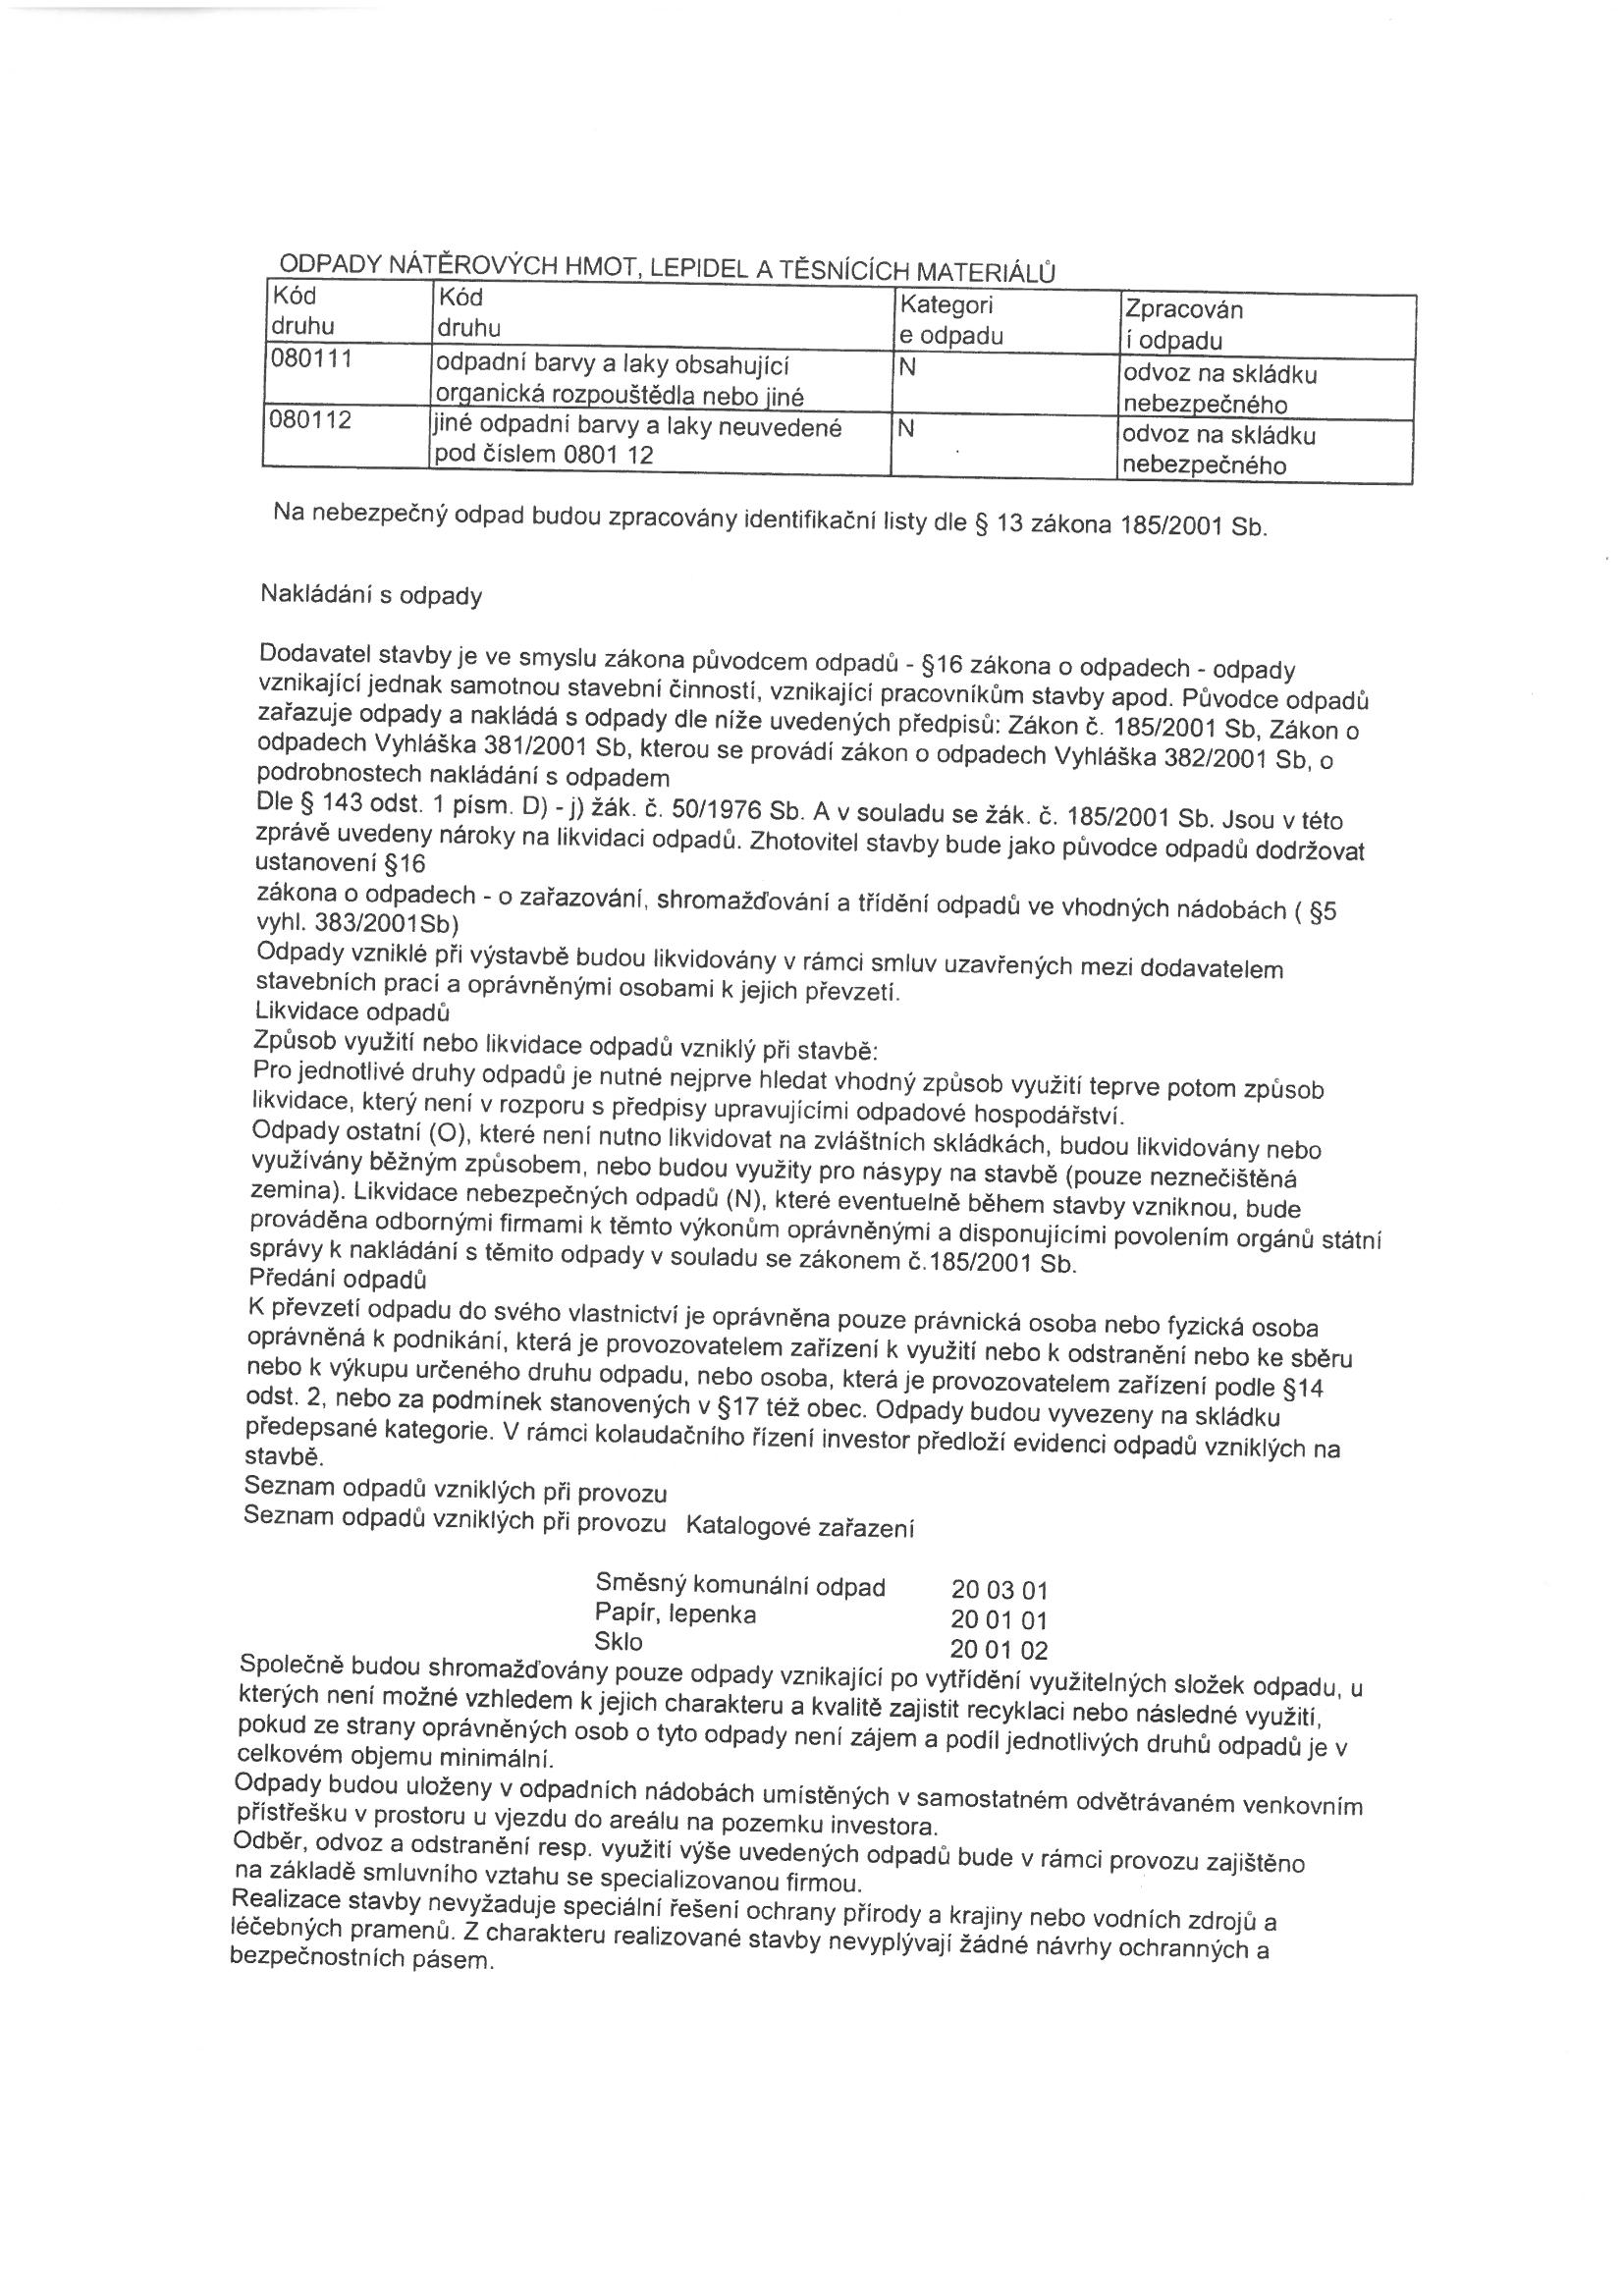 ODPADY NÁTĚROVÝCH HMOT, LEPIDEL A TĚSNÍCÍCH MATERIÁLŮ
Kód druhu | Kód druhu | Kategori e odpadu | Zpracován í odpadu
080111 | odpadní barvy a laky obsahující organická rozpouštědla nebo jiné | N | odvoz na skládku nebezpečného
080112 | jiné odpadní barvy a laky neuvedené pod číslem 0801 12 | N | odvoz na skládku nebezpečného
Na nebezpečný odpad budou zpracovány identifikační listy dle § 13 zákona 185/2001 Sb.
Nakládání s odpady
Dodavatel stavby je ve smyslu zákona původcem odpadů - §16 zákona o odpadech - odpady
vznikající jednak samotnou stavební činností, vznikající pracovníkům stavby apod. Původce odpadů
zařazuje odpady a nakládá s odpady dle níže uvedených předpisů: Zákon č. 185/2001 Sb, Zákon o
odpadech Vyhláška 381/2001 Sb, kterou se provádí zákon o odpadech Vyhláška 382/2001 Sb, o
podrobnostech nakládání s odpadem
Dle § 143 odst. 1 písm. D) - j) žák. č. 50/1976 Sb. A v souladu se žák. č. 185/2001 Sb. Jsou v této
zprávě uvedeny nároky na likvidaci odpadů. Zhotovitel stavby bude jako původce odpadů dodržovat
ustanovení §16
zákona o odpadech - o zařazování, shromažďování a třídění odpadů ve vhodných nádobách ( §5
vyhl. 383/2001Sb)
Odpady vzniklé při výstavbě budou likvidovány v rámci smluv uzavřených mezi dodavatelem
stavebních prací a oprávněnými osobami k jejich převzetí.
Likvidace odpadů
Způsob využití nebo likvidace odpadů vzniklý při stavbě:
Pro jednotlivé druhy odpadů je nutné nejprve hledat vhodný způsob využití teprve potom způsob
likvidace, který není v rozporu s předpisy upravujícími odpadové hospodářství.
Odpady ostatní (O), které není nutno likvidovat na zvláštních skládkách, budou likvidovány nebo
využívány běžným způsobem, nebo budou využity pro násypy na stavbě (pouze neznečištěná
zemina). Likvidace nebezpečných odpadů (N), které eventuelně během stavby vzniknou, bude
prováděna odbornými firmami k těmto výkonům oprávněnými a disponujícími povolením orgánů státní
správy k nakládání s těmito odpady v souladu se zákonem č.185/2001 Sb.
Předání odpadů
K převzetí odpadu do svého vlastnictví je oprávněna pouze právnická osoba nebo fyzická osoba
oprávněná k podnikání, která je provozovatelem zařízení k využití nebo k odstranění nebo ke sběru
nebo k výkupu určeného druhu odpadu, nebo osoba, která je provozovatelem zařízení podle §14
odst. 2, nebo za podmínek stanovených v §17 též obec. Odpady budou vyvezeny na skládku
předepsané kategorie. V rámci kolaudačního řízení investor předloží evidenci odpadů vzniklých na
stavbě.
Seznam odpadů vzniklých při provozu
Seznam odpadů vzniklých při provozu Katalogové zařazení
Směsný komunální odpad 20 03 01
Papír, lepenka 20 01 01
Sklo 20 01 02
Společně budou shromažďovány pouze odpady vznikající po vytřídění využitelných složek odpadu, u
kterých není možné vzhledem k jejich charakteru a kvalitě zajistit recyklaci nebo následné využití,
pokud ze strany oprávněných osob o tyto odpady není zájem a podíl jednotlivých druhů odpadů je v
celkovém objemu minimální.
Odpady budou uloženy v odpadních nádobách umístěných v samostatném odvětrávaném venkovním
přístřešku v prostoru u vjezdu do areálu na pozemku investora.
Odběr, odvoz a odstranění resp. využití výše uvedených odpadů bude v rámci provozu zajištěno
na základě smluvního vztahu se specializovanou firmou.
Realizace stavby nevyžaduje speciální řešení ochrany přírody a krajiny nebo vodních zdrojů a
léčebných pramenů. Z charakteru realizované stavby nevyplývají žádné návrhy ochranných a
bezpečnostních pásem.